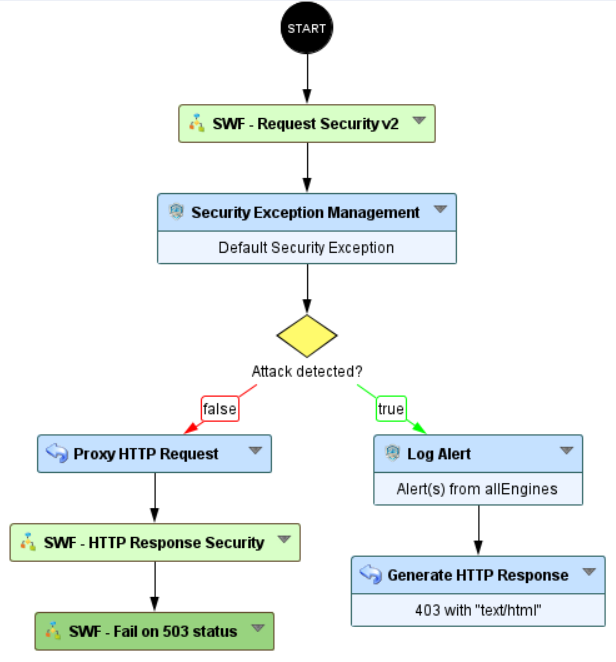 START
SWF - Request Security v2
Security Exception Management
Default Security Exception
Attack detected?
false
true
Proxy HTTP Request
Log Alert
Alert(s) from allEngines
SWF - HTTP Response Security
Generate HTTP Response
403 with "text/html"
SWF - Fail on 503 status